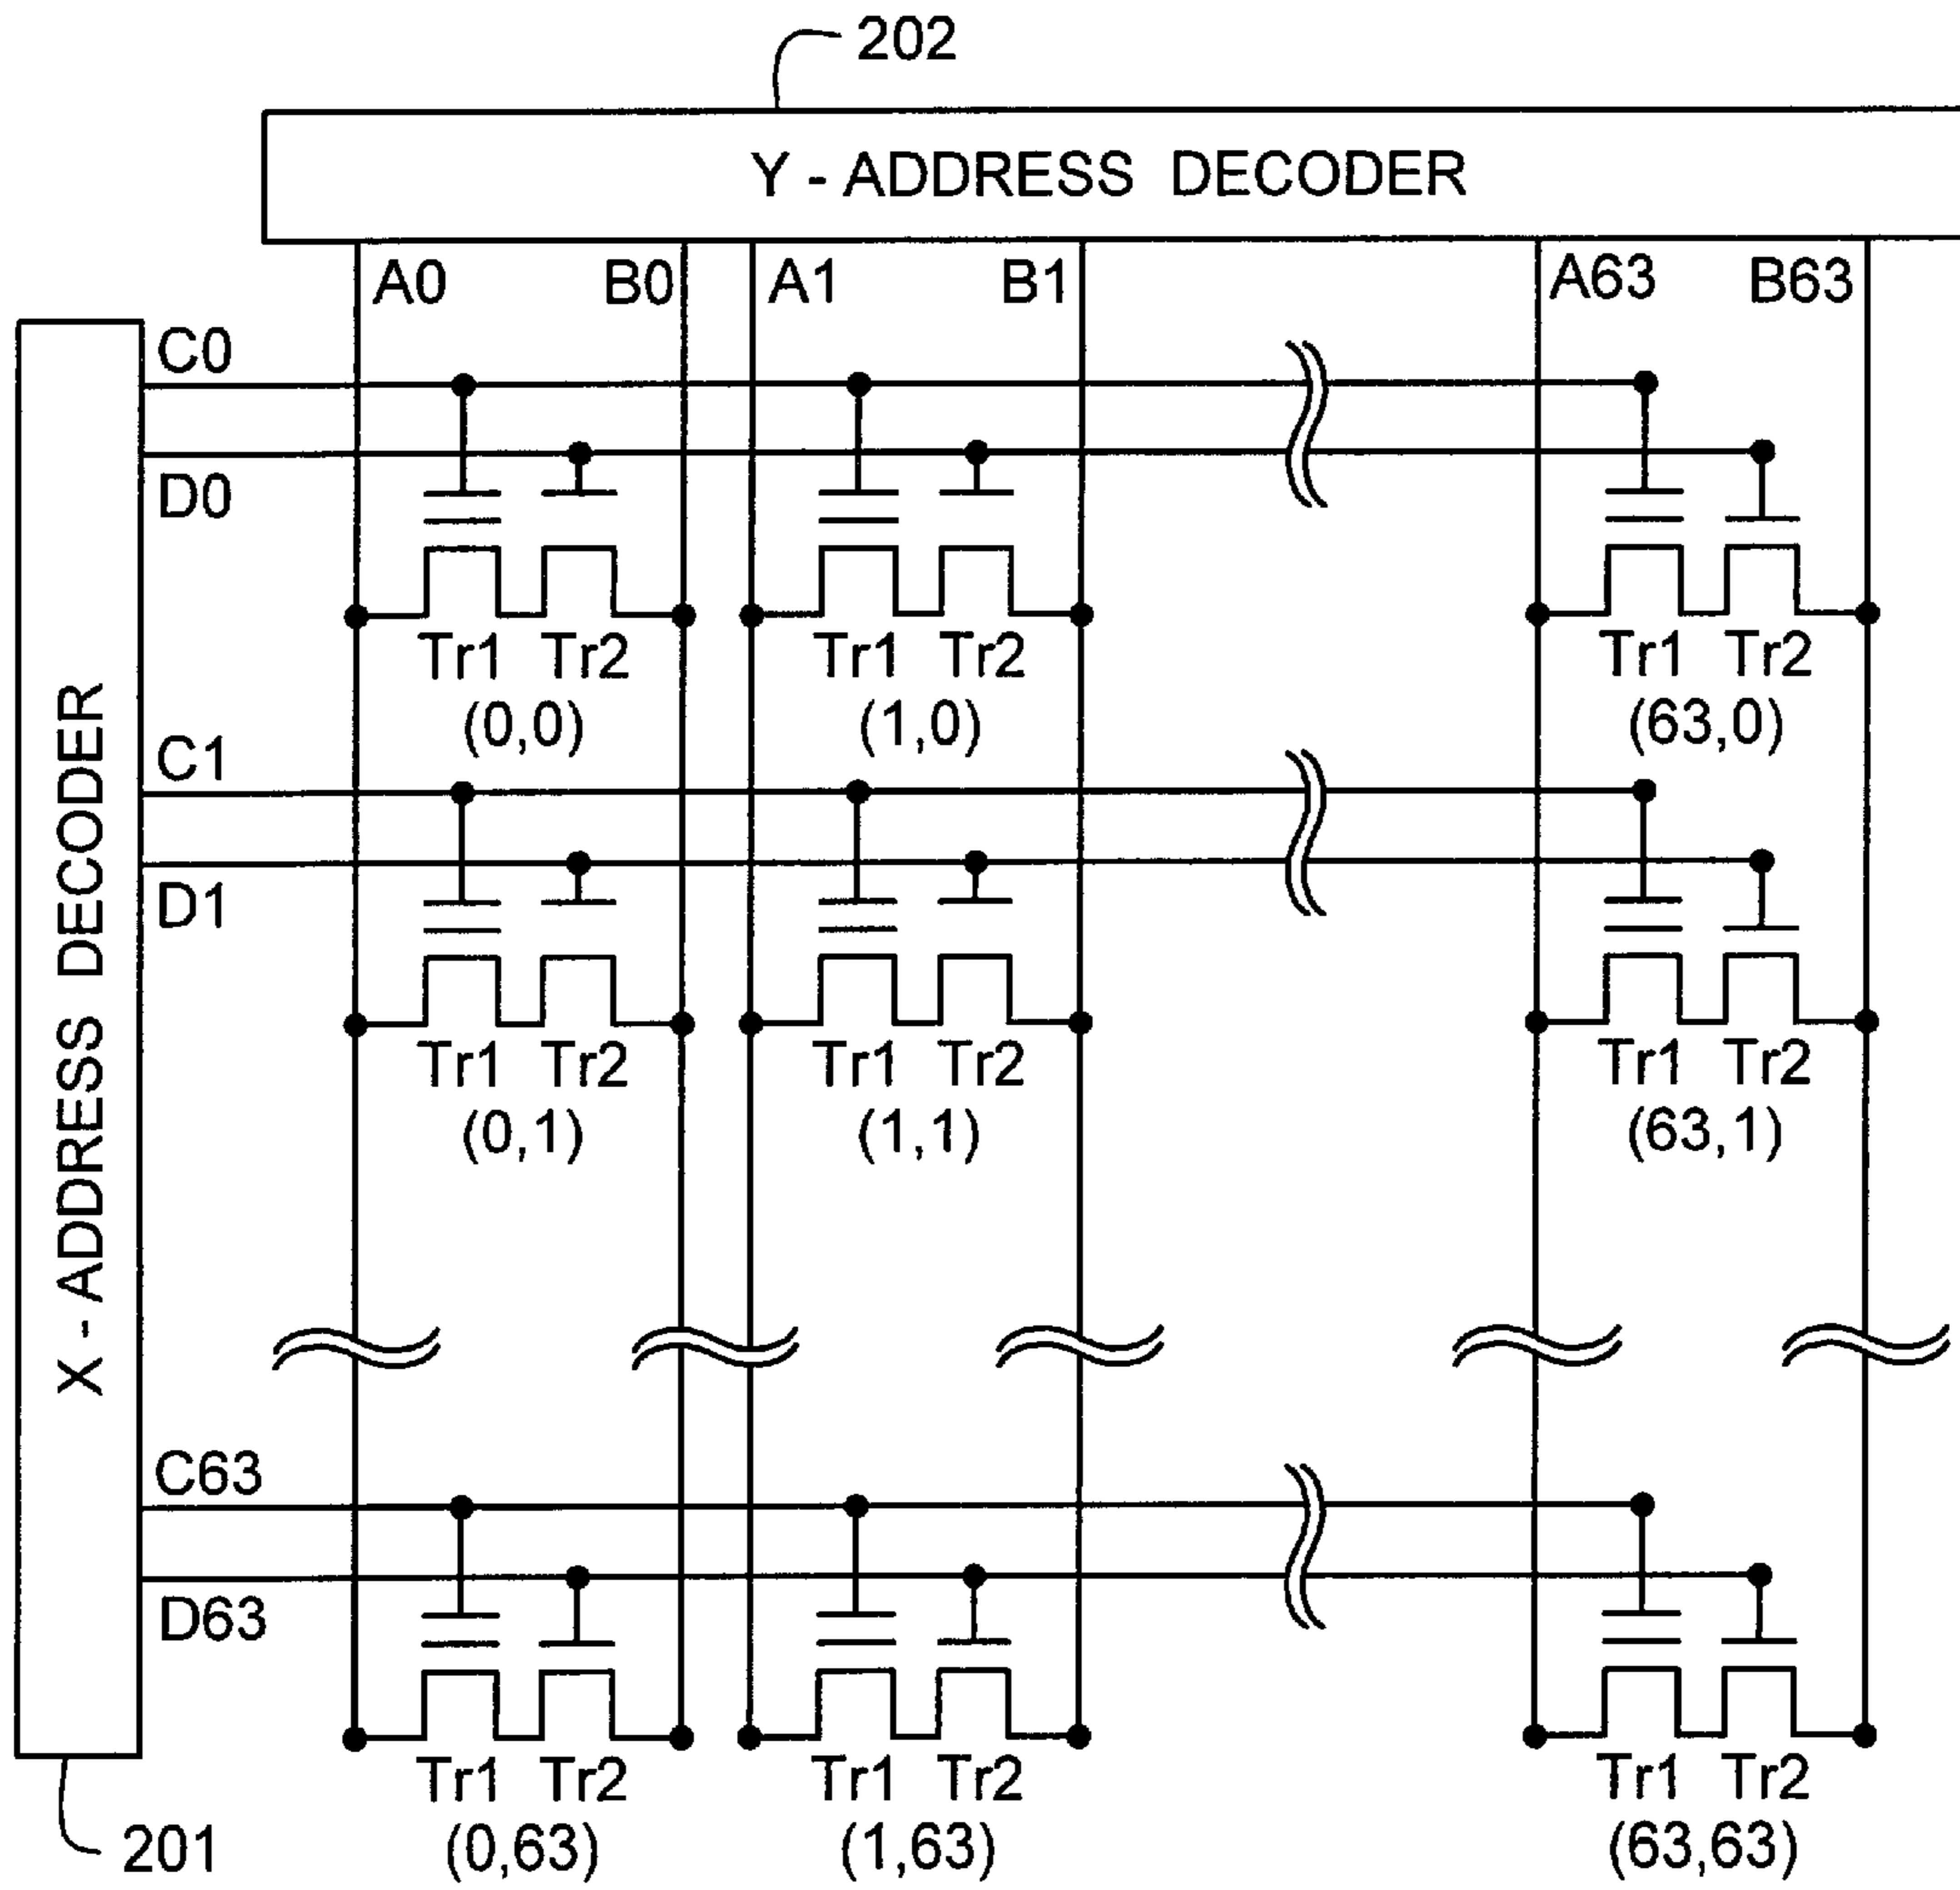 202
Y - ADDRESS DECODER
A0 B0 A1 B1 A63 B63
C0
D0
Tr1 Tr2 Tr1 Tr2 Tr1 Tr2
(0,0) (1,0) (63,0)
C1
D1
Tr1 Tr2 Tr1 Tr2 Tr1 Tr2
(0,1) (1,1) (63,1)
X - ADDRESS DECODER
C63
D63
Tr1 Tr2 Tr1 Tr2 Tr1 Tr2
(0,63) (1,63) (63,63)
201